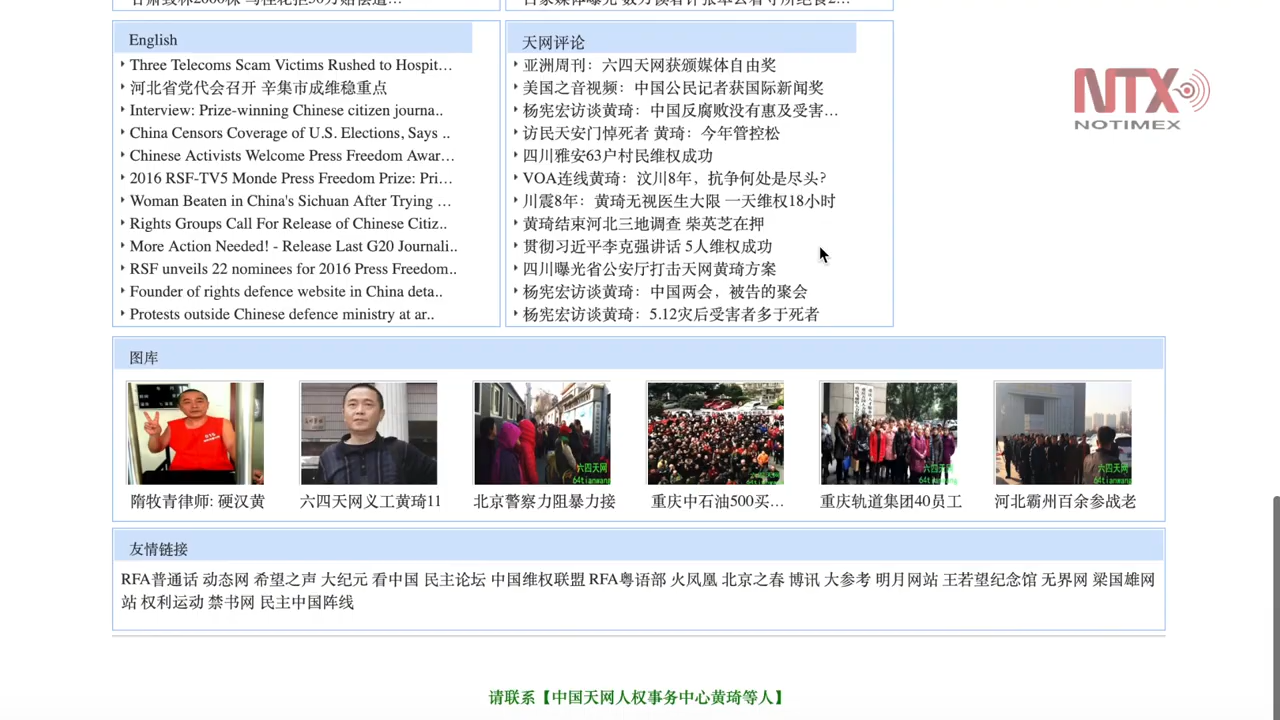 English
Three Telecoms Scam Victims Rushed to Hospit…
河北省党代会召开 辛集市成维稳重点
Interview: Prize-winning Chinese citizen journa..
China Censors Coverage of U.S. Elections, Says ..
Chinese Activists Welcome Press Freedom Awar…
2016 RSF-TV5 Monde Press Freedom Prize: Pri…
Woman Beaten in China's Sichuan After Trying …
Rights Groups Call For Release of Chinese Citiz..
More Action Needed! - Release Last G20 Journali..
RSF unveils 22 nominees for 2016 Press Freedom..
Founder of rights defence website in China deta..
Protests outside Chinese defence ministry at ar..
天网评论
亚洲周刊：六四天网获颁媒体自由奖
美国之音视频：中国公民记者获国际新闻奖
杨宪宏访谈黄琦：中国反腐败没有惠及受害…
访民天安门悼死者 黄琦：今年管控松
四川雅安63户村民维权成功
VOA连线黄琦：汶川8年，抗争何处是尽头?
川震8年：黄琦无视医生大限 一天维权18小时
黄琦结束河北三地调查 柴英芝在押
贯彻习近平李克强讲话 5人维权成功
四川曝光省公安厅打击天网黄琦方案
杨宪宏访谈黄琦：中国两会，被告的聚会
杨宪宏访谈黄琦：5.12灾后受害者多于死者
NTX
NOTIMEX
图库
六四天网
64tianwang
六四天网
64tianwang
六四天网
64tianwang
隋牧青律师: 硬汉黄
六四天网义工黄琦11
北京警察力阻暴力接
重庆中石油500买…
重庆轨道集团40员工
河北霸州百余参战老
友情链接
RFA普通话 动态网 希望之声 大纪元 看中国 民主论坛 中国维权联盟 RFA粤语部 火凤凰 北京之春 博讯 大参考 明月网站 王若望纪念馆 无界网 梁国雄网
站 权利运动 禁书网 民主中国阵线
请联系【中国天网人权事务中心黄琦等人】